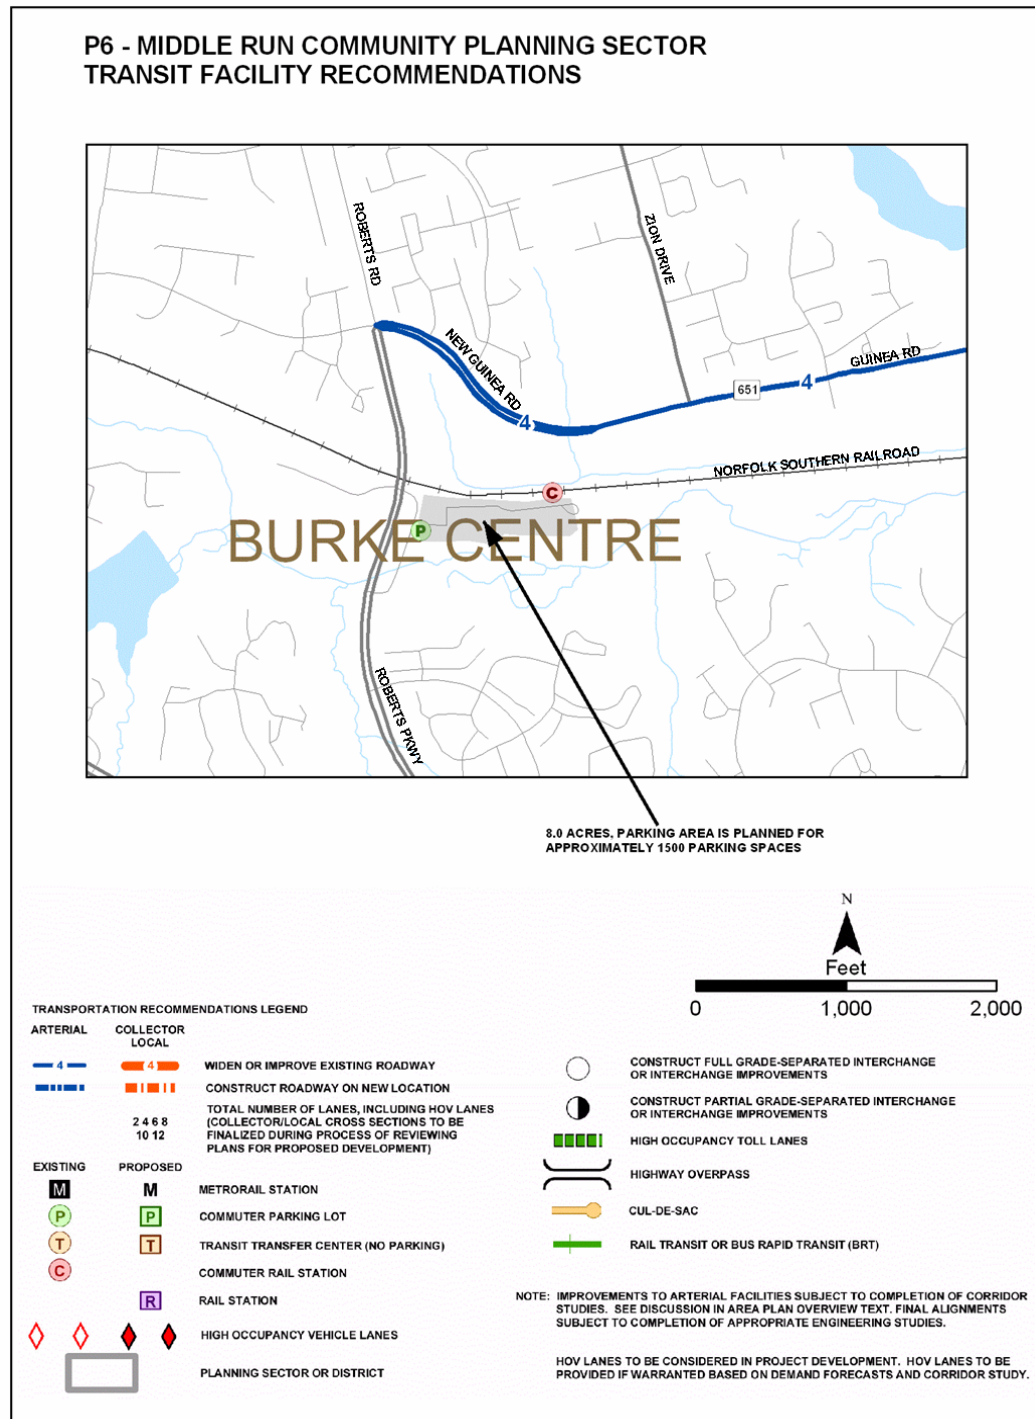 P6 - MIDDLE RUN COMMUNITY PLANNING SECTOR
TRANSIT FACILITY RECOMMENDATIONS
ROBERTS RD
ZION DRIVE
NEW GUINEA RD
GUINEA RD
651
4
4
NORFOLK SOUTHERN RAILROAD
C
P
BURKE CENTRE
ROBERTS PKWY
8.0 ACRES, PARKING AREA IS PLANNED FOR
APPROXIMATELY 1500 PARKING SPACES
N
Feet
0 1,000 2,000
TRANSPORTATION RECOMMENDATIONS LEGEND
ARTERIAL COLLECTOR
LOCAL
4 4 WIDEN OR IMPROVE EXISTING ROADWAY
CONSTRUCT ROADWAY ON NEW LOCATION
2 4 6 8
10 12
TOTAL NUMBER OF LANES, INCLUDING HOV LANES
(COLLECTOR/LOCAL CROSS SECTIONS TO BE
FINALIZED DURING PROCESS OF REVIEWING
PLANS FOR PROPOSED DEVELOPMENT)
EXISTING PROPOSED
M M METRORAIL STATION
P P COMMUTER PARKING LOT
T T TRANSIT TRANSFER CENTER (NO PARKING)
C COMMUTER RAIL STATION
R RAIL STATION
HIGH OCCUPANCY VEHICLE LANES
PLANNING SECTOR OR DISTRICT
CONSTRUCT FULL GRADE-SEPARATED INTERCHANGE
OR INTERCHANGE IMPROVEMENTS
CONSTRUCT PARTIAL GRADE-SEPARATED INTERCHANGE
OR INTERCHANGE IMPROVEMENTS
HIGH OCCUPANCY TOLL LANES
HIGHWAY OVERPASS
CUL-DE-SAC
RAIL TRANSIT OR BUS RAPID TRANSIT (BRT)
NOTE: IMPROVEMENTS TO ARTERIAL FACILITIES SUBJECT TO COMPLETION OF CORRIDOR
STUDIES. SEE DISCUSSION IN AREA PLAN OVERVIEW TEXT. FINAL ALIGNMENTS
SUBJECT TO COMPLETION OF APPROPRIATE ENGINEERING STUDIES.
HOV LANES TO BE CONSIDERED IN PROJECT DEVELOPMENT. HOV LANES TO BE
PROVIDED IF WARRANTED BASED ON DEMAND FORECASTS AND CORRIDOR STUDY.